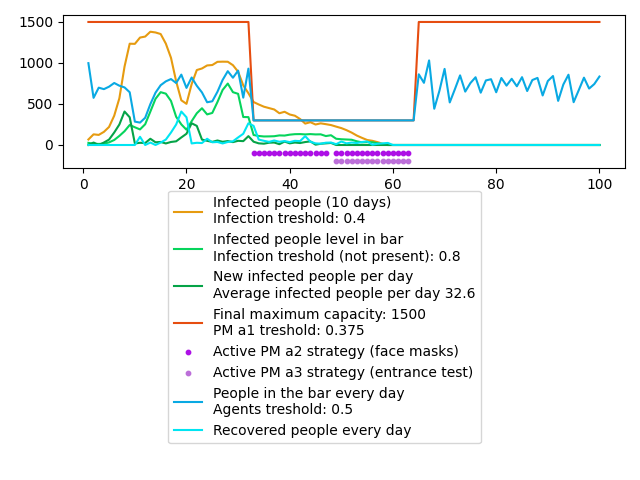 1500
1000
500
0
0
20
40
60
80
100
Infected people (10 days)
Infection treshold: 0.4
Infected people level in bar
Infection treshold (not present): 0.8
New infected people per day
Average infected people per day 32.6
Final maximum capacity: 1500
PM a1 treshold: 0.375
Active PM a2 strategy (face masks)
Active PM a3 strategy (entrance test)
People in the bar every day
Agents treshold: 0.5
Recovered people every day